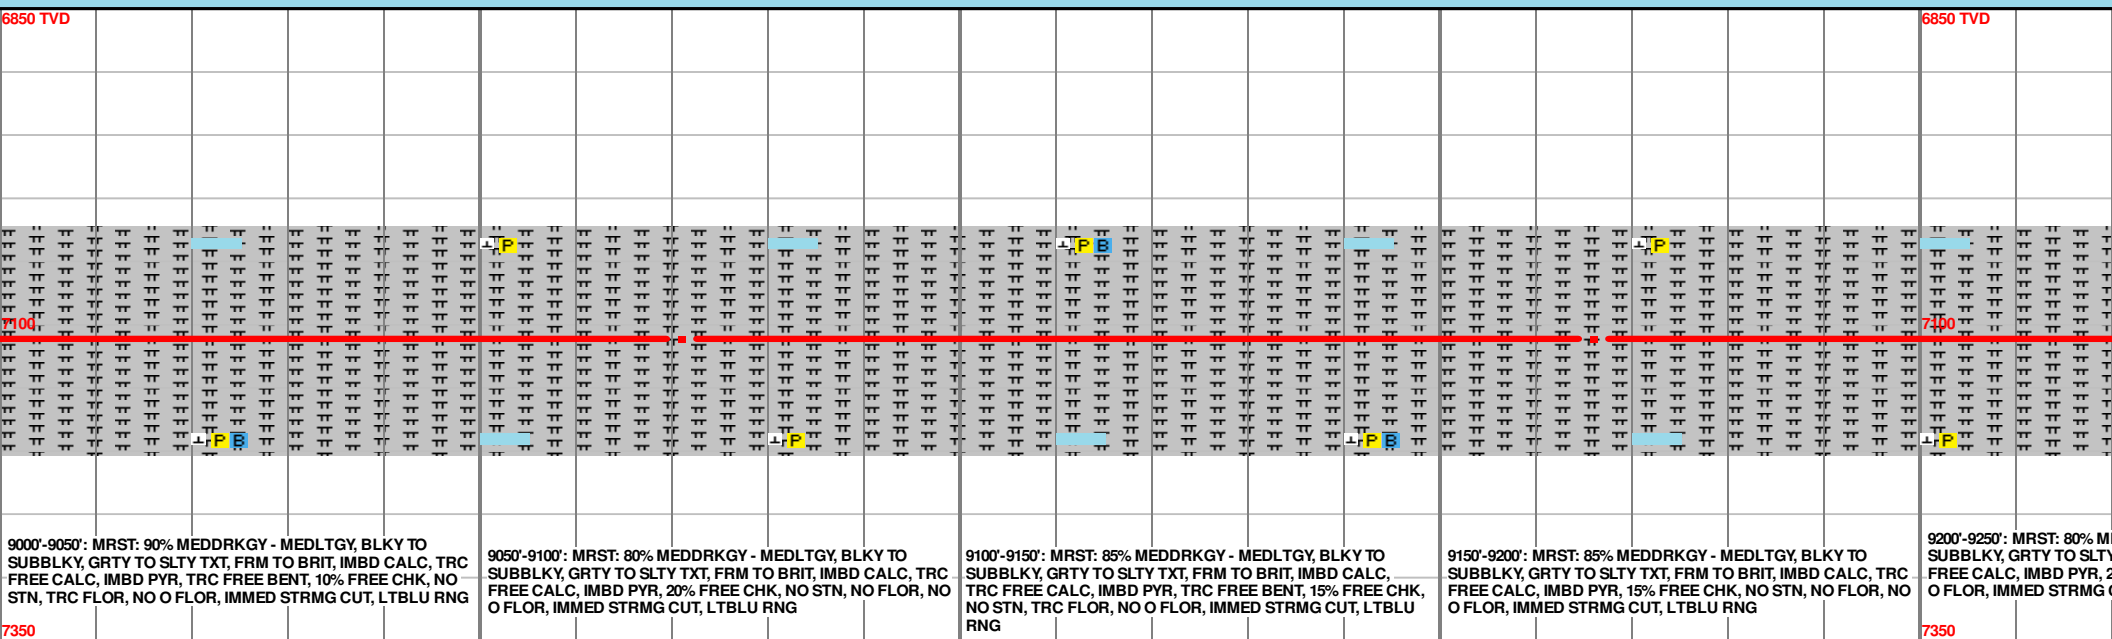 6850 TVD
6850 TVD
P
P B
P
P
7100
7100
P B
P
P B
P
9000'-9050': MRST: 90% MEDDRKGY - MEDLTGY, BLKY TO
SUBBLKY, GRTY TO SLTY TXT, FRM TO BRIT, IMBD CALC, TRC
FREE CALC, IMBD PYR, TRC FREE BENT, 10% FREE CHK, NO
STN, TRC FLOR, NO O FLOR, IMMED STRMG CUT, LTBLU RNG
9050'-9100': MRST: 80% MEDDRKGY - MEDLTGY, BLKY TO
SUBBLKY, GRTY TO SLTY TXT, FRM TO BRIT, IMBD CALC, TRC
FREE CALC, IMBD PYR, 20% FREE CHK, NO STN, NO FLOR, NO
O FLOR, IMMED STRMG CUT, LTBLU RNG
9100'-9150': MRST: 85% MEDDRKGY - MEDLTGY, BLKY TO
SUBBLKY, GRTY TO SLTY TXT, FRM TO BRIT, IMBD CALC,
TRC FREE CALC, IMBD PYR, TRC FREE BENT, 15% FREE CHK,
NO STN, TRC FLOR, NO O FLOR, IMMED STRMG CUT, LTBLU
RNG
9150'-9200': MRST: 85% MEDDRKGY - MEDLTGY, BLKY TO
SUBBLKY, GRTY TO SLTY TXT, FRM TO BRIT, IMBD CALC, TRC
FREE CALC, IMBD PYR, 15% FREE CHK, NO STN, NO FLOR, NO
O FLOR, IMMED STRMG CUT, LTBLU RNG
9200'-9250': MRST: 80%
SUBBLKY, GRTY TO SLTY
FREE CALC, IMBD PYR,
O FLOR, IMMED STRMG
7350
7350